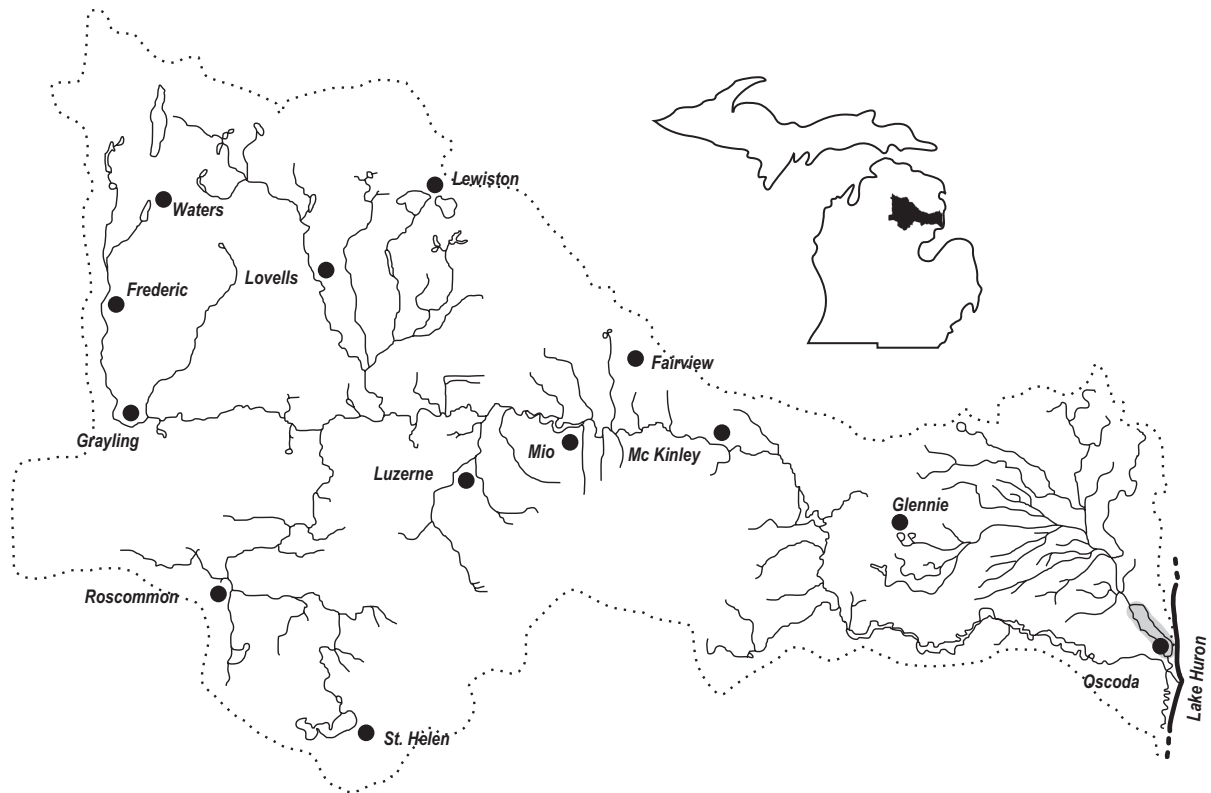 Lewiston
Waters
Lovells
Frederic
Fairview
Grayling
Mio
Mc Kinley
Luzerne
Glennie
Roscommon
Oscoda
Lake Huron
St. Helen